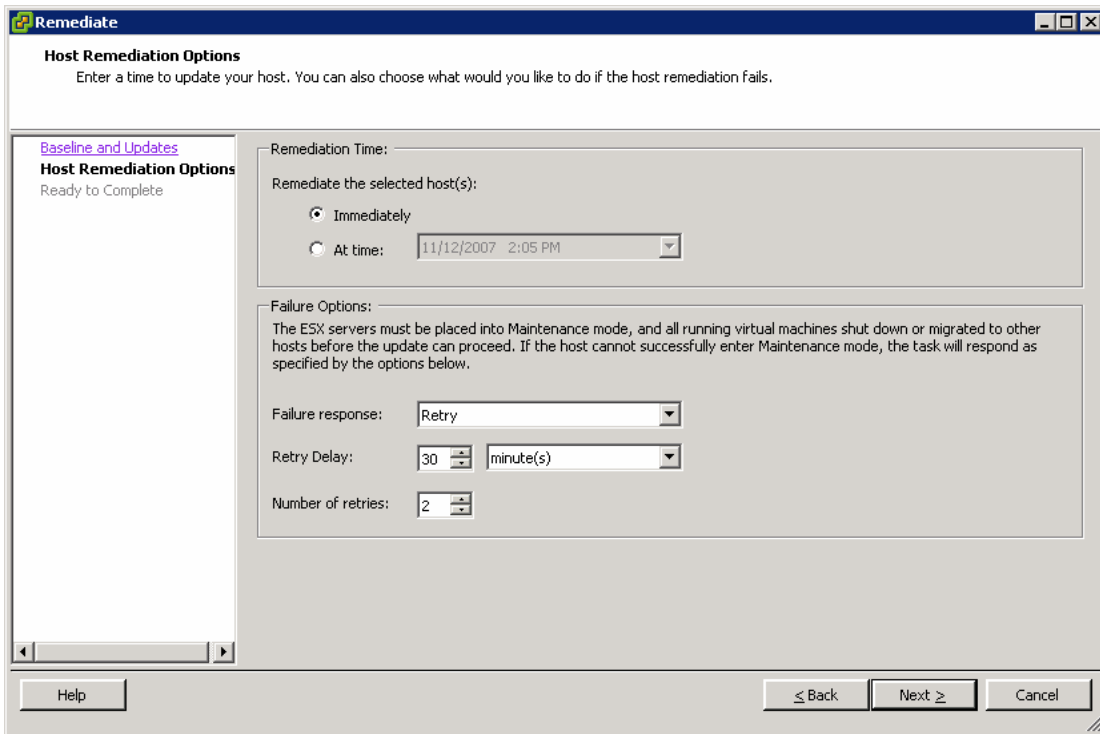 Remediate
Host Remediation Options
Enter a time to update your host. You can also choose what would you like to do if the host remediation fails.
Baseline and Updates
Host Remediation Options
Ready to Complete
Remediation Time:
Remediate the selected host(s):
Immediately
At time: 11/12/2007 2:05 PM
Failure Options:
The ESX servers must be placed into Maintenance mode, and all running virtual machines shut down or migrated to other
hosts before the update can proceed. If the host cannot successfully enter Maintenance mode, the task will respond as
specified by the options below.
Failure response: Retry
Retry Delay: 30 minute(s)
Number of retries: 2
Help
< Back Next > Cancel